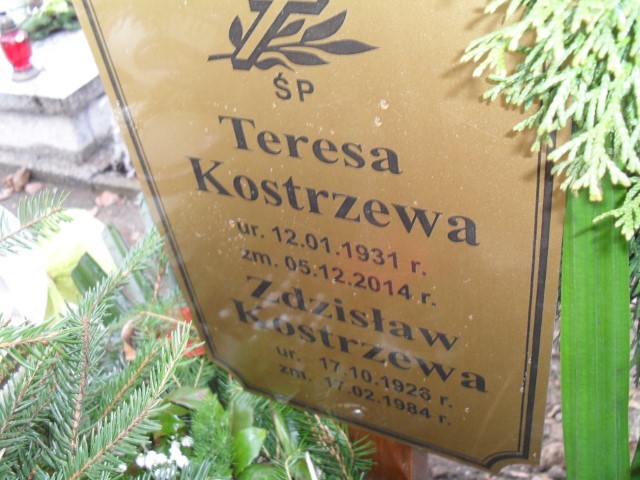 ŚP
Teresa
Kostrzewa
ur. 12.01.1931 r.
zm. 05.12.2014 r.
Zdzisław
Kostrzewa
ur. 17.10.1928 r.
zm. 17.02.1984 r.